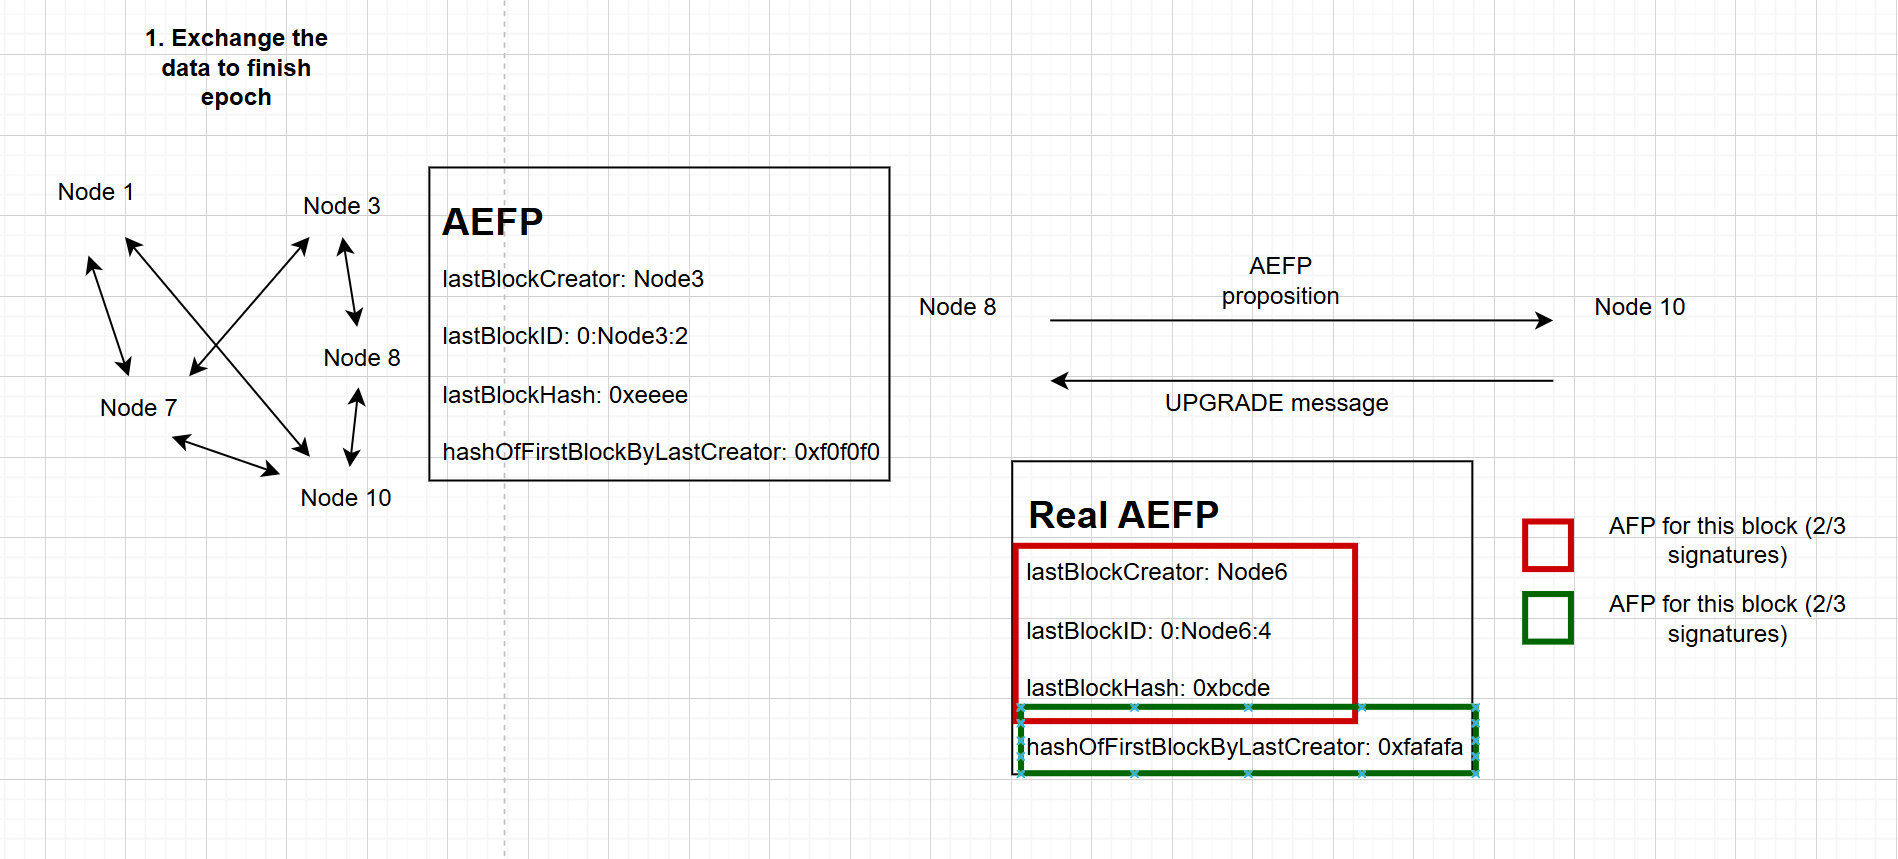 1. Exchange the
data to finish
epoch
Node 1
Node 3
Node 8
Node 7
Node 10
AEFP
lastBlockCreator: Node3
lastBlockID: 0:Node3:2
lastBlockHash: 0xeeee
hashOfFirstBlockByLastCreator: 0xf0f0f0
Node 8
AEFP
proposition
Node 10
UPGRADE message
Real AEFP
lastBlockCreator: Node6
lastBlockID: 0:Node6:4
lastBlockHash: 0xbcde
hashOfFirstBlockByLastCreator: 0xfafafa
AFP for this block (2/3
signatures)
AFP for this block (2/3
signatures)